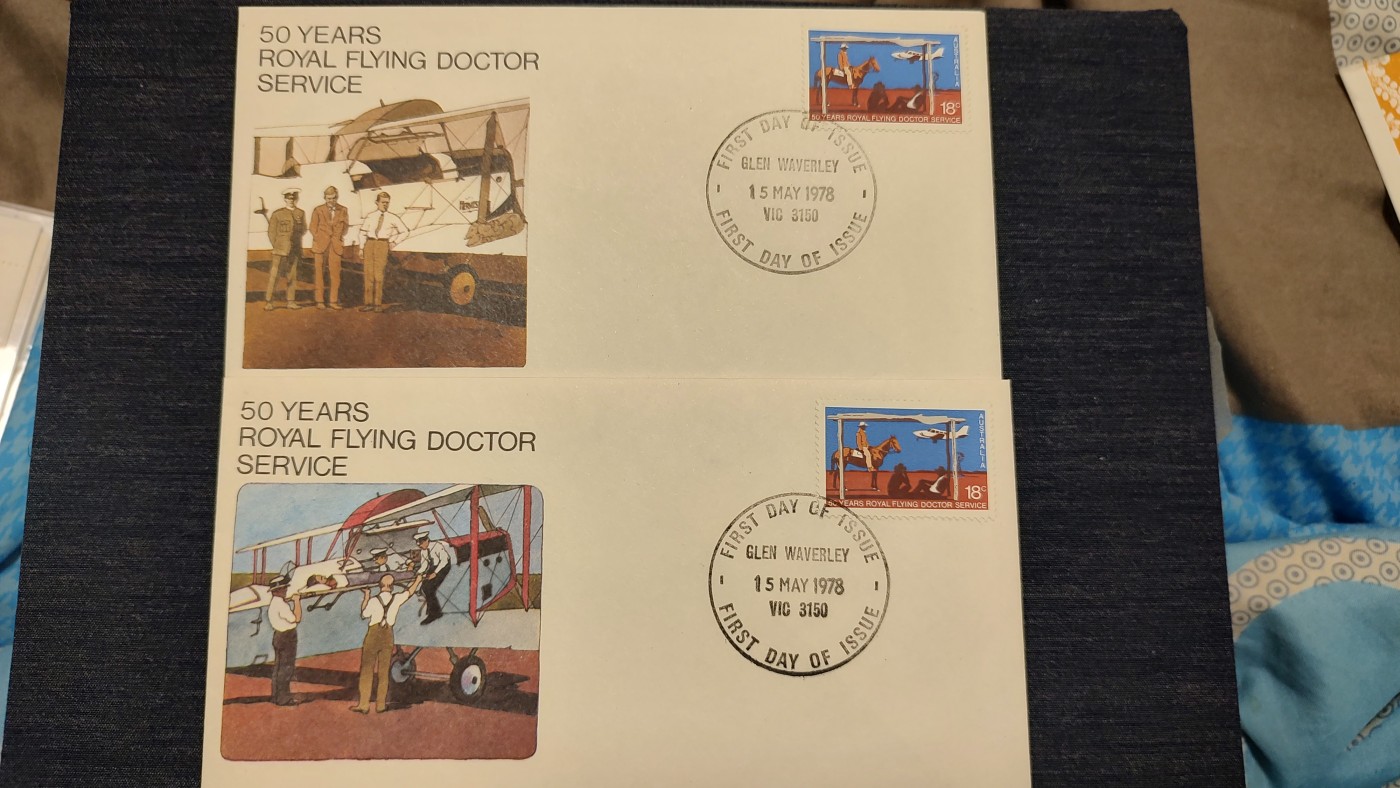 50 YEARS
ROYAL FLYING DOCTOR
SERVICE
AUSTRALIA
18c
50 YEARS ROYAL FLYING DOCTOR SERVICE
FIRST DAY OF ISSUE
GLEN WAVERLEY
15 MAY 1978
VIC 3150
FIRST DAY OF ISSUE
50 YEARS
ROYAL FLYING DOCTOR
SERVICE
AUSTRALIA
18c
50 YEARS ROYAL FLYING DOCTOR SERVICE
FIRST DAY OF ISSUE
GLEN WAVERLEY
15 MAY 1978
VIC 3150
FIRST DAY OF ISSUE